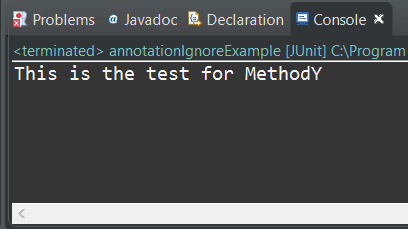 Problems @ Javadoc Declaration Console
<terminated> annotationIgnoreExample [JUnit] C:\Program
This is the test for MethodY